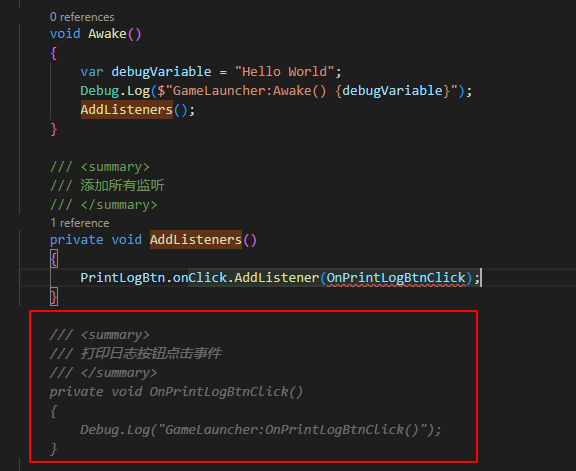 0 references
void Awake()
{
var debugVariable = "Hello World";
Debug.Log($"GameLauncher:Awake() {debugVariable}");
AddListeners();
}
/// <summary>
/// 添加所有监听
/// </summary>
1 reference
private void AddListeners()
{
PrintLogBtn.onClick.AddListener(OnPrintLogBtnClick);
}
/// <summary>
/// 打印日志按钮点击事件
/// </summary>
private void OnPrintLogBtnClick()
{
Debug.Log("GameLauncher:OnPrintLogBtnClick()");
}